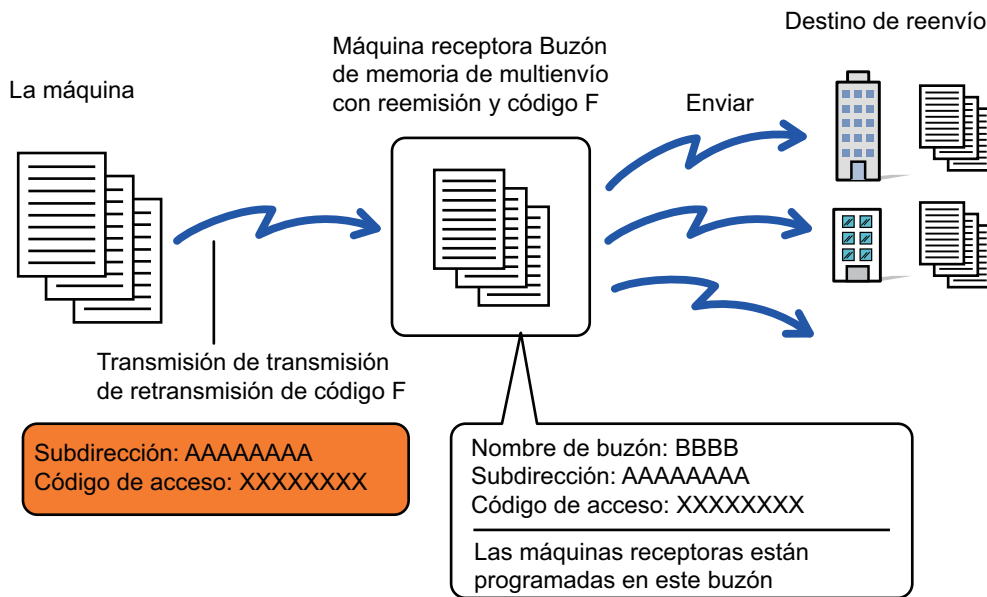 La máquina
Máquina receptora Buzón
de memoria de multienvío
con reemisión y código F
Enviar
Destino de reenvío
Transmisión de transmisión
de retransmisión de código F
Subdirección: AAAAAAAA
Código de acceso: XXXXXXXX
Nombre de buzón: BBBB
Subdirección: AAAAAAAA
Código de acceso: XXXXXXXX
Las máquinas receptoras están
programadas en este buzón